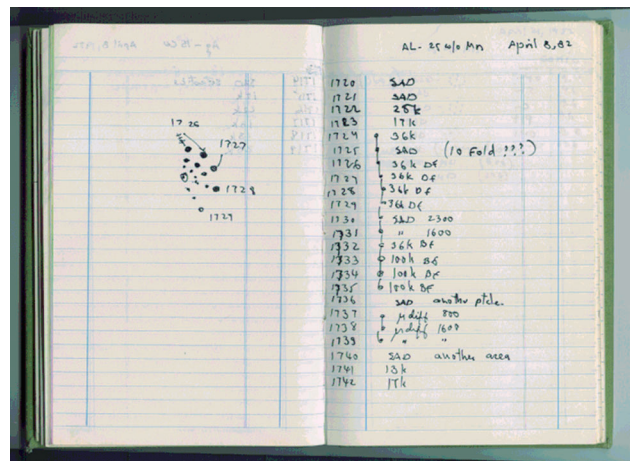 1726
1727
1728
1729
AL- 25 w/o Mn April 8, 82
1720 SAD
1721 SAD
1722 25k
1723 17k
1724 36k
1725 SAD (10 Fold ???)
1726 36k DF
1727 36k DF
1728 36k DF
1729 36k DF
1730 SAD 2300
1731 " 1600
1732 36k BF
1733 100k BF
1734 100k BF
1735 100k BF
1736 SAD another ptcle.
1737 μdiff 800
1738 μdiff 1600
1739 " "
1740 SAD another area
1741 13k
1742 17k